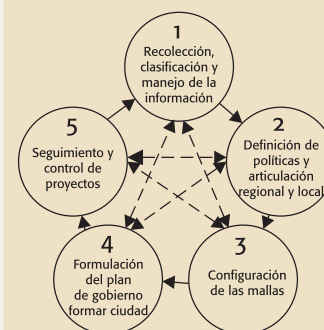 1
Recolección,
clasificación y
manejo de la
información
2
Definición de
políticas y
articulación
regional y local
3
Configuración
de las mallas
4
Formulación
del plan
de gobierno
formar ciudad
5
Seguimiento y
control de
proyectos